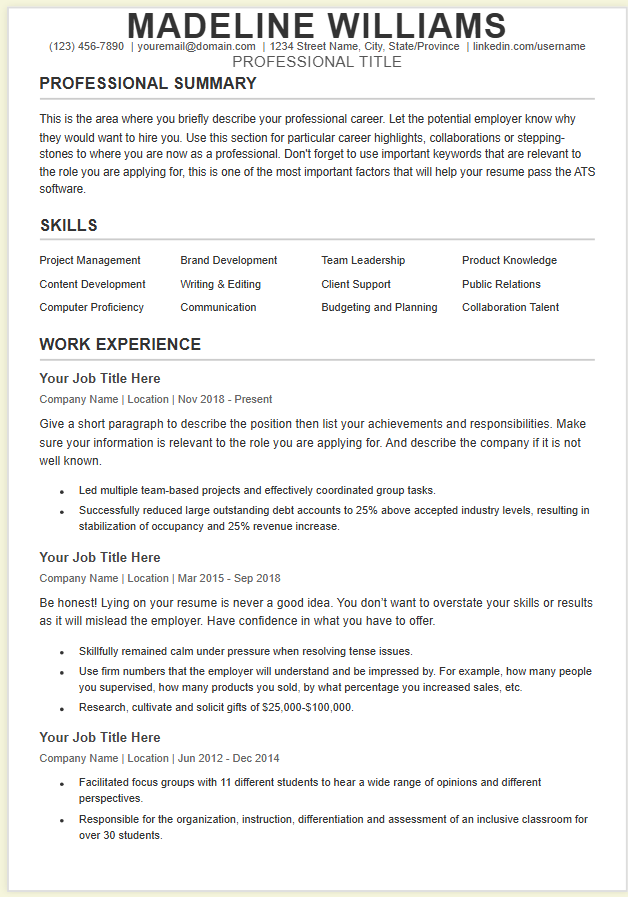 MADELINE WILLIAMS
(123) 456-7890 | youremail@domain.com | 1234 Street Name, City, State/Province | linkedin.com/username
PROFESSIONAL TITLE
PROFESSIONAL SUMMARY
This is the area where you briefly describe your professional career. Let the potential employer know why
they would want to hire you. Use this section for particular career highlights, collaborations or stepping-
stones to where you are now as a professional. Don't forget to use important keywords that are relevant to
the role you are applying for, this is one of the most important factors that will help your resume pass the ATS
software.
SKILLS
Project Management Brand Development Team Leadership Product Knowledge
Content Development Writing & Editing Client Support Public Relations
Computer Proficiency Communication Budgeting and Planning Collaboration Talent
WORK EXPERIENCE
Your Job Title Here
Company Name | Location | Nov 2018 - Present
Give a short paragraph to describe the position then list your achievements and responsibilities. Make
sure your information is relevant to the role you are applying for. And describe the company if it is not
well known.
• Led multiple team-based projects and effectively coordinated group tasks.
• Successfully reduced large outstanding debt accounts to 25% above accepted industry levels, resulting in
stabilization of occupancy and 25% revenue increase.
Your Job Title Here
Company Name | Location | Mar 2015 - Sep 2018
Be honest! Lying on your resume is never a good idea. You don’t want to overstate your skills or results
as it will mislead the employer. Have confidence in what you have to offer.
• Skillfully remained calm under pressure when resolving tense issues.
• Use firm numbers that the employer will understand and be impressed by. For example, how many people
you supervised, how many products you sold, by what percentage you increased sales, etc.
• Research, cultivate and solicit gifts of $25,000-$100,000.
Your Job Title Here
Company Name | Location | Jun 2012 - Dec 2014
• Facilitated focus groups with 11 different students to hear a wide range of opinions and different
perspectives.
• Responsible for the organization, instruction, differentiation and assessment of an inclusive classroom for
over 30 students.